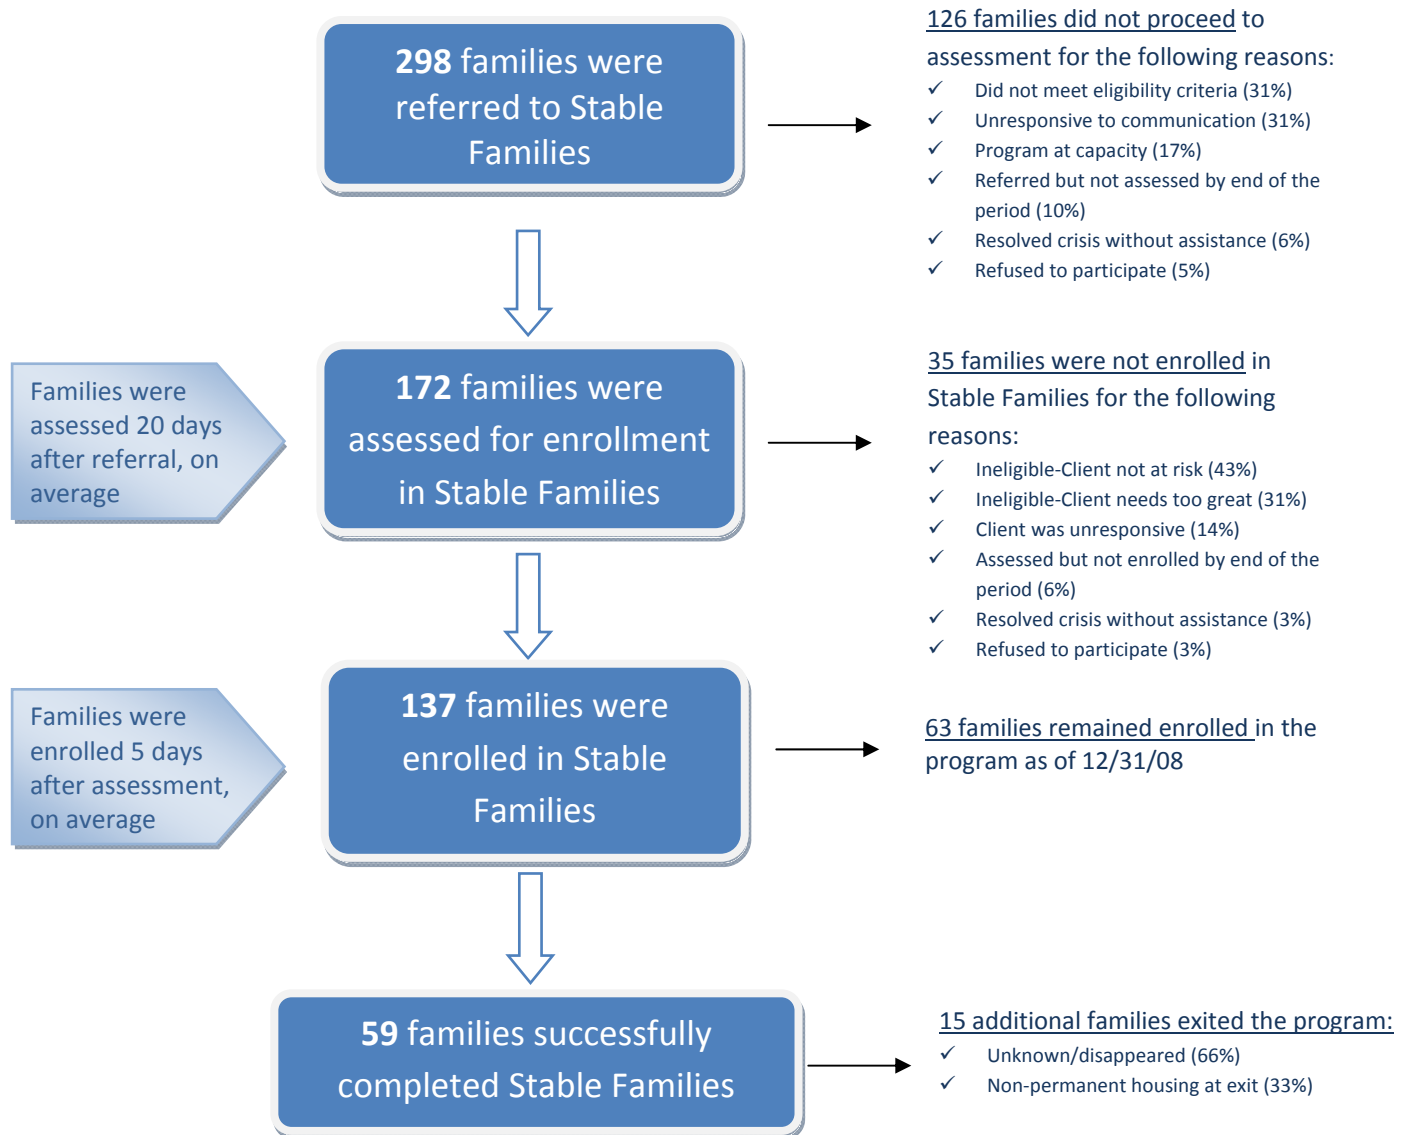 298 families were
referred to Stable
Families
126 families did not proceed to
assessment for the following reasons:
✓ Did not meet eligibility criteria (31%)
✓ Unresponsive to communication (31%)
✓ Program at capacity (17%)
✓ Referred but not assessed by end of the
period (10%)
✓ Resolved crisis without assistance (6%)
✓ Refused to participate (5%)
Families were
assessed 20 days
after referral, on
average
172 families were
assessed for enrollment
in Stable Families
35 families were not enrolled in
Stable Families for the following
reasons:
✓ Ineligible-Client not at risk (43%)
✓ Ineligible-Client needs too great (31%)
✓ Client was unresponsive (14%)
✓ Assessed but not enrolled by end of the
period (6%)
✓ Resolved crisis without assistance (3%)
✓ Refused to participate (3%)
Families were
enrolled 5 days
after assessment,
on average
137 families were
enrolled in Stable
Families
63 families remained enrolled in the
program as of 12/31/08
59 families successfully
completed Stable Families
15 additional families exited the program:
✓ Unknown/disappeared (66%)
✓ Non-permanent housing at exit (33%)